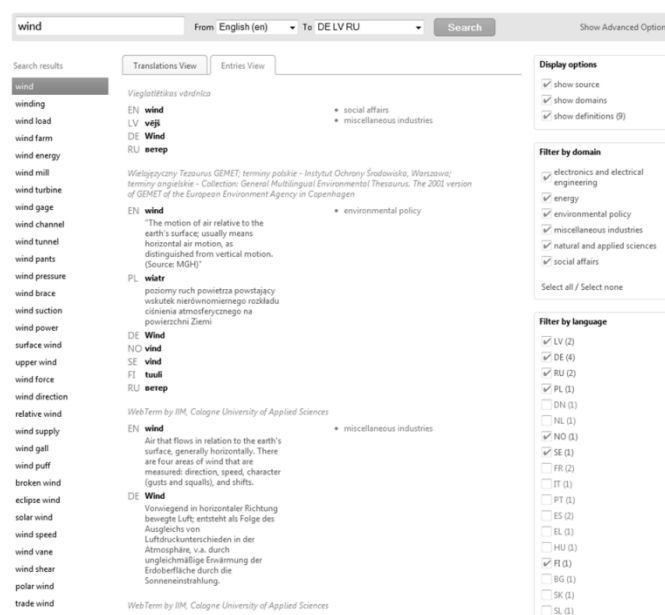 wind
From English (en) To DE LV RU Search Show Advanced Option
Search results
wind
winding
wind load
wind farm
wind energy
wind mill
wind turbine
wind gage
wind channel
wind tunnel
wind pants
wind pressure
wind brace
wind suction
wind power
surface wind
upper wind
wind force
wind direction
relative wind
wind supply
wind gall
wind puff
broken wind
eclipse wind
solar wind
wind speed
wind vane
wind shear
polar wind
trade wind
Translations View Entries View
Vieglatlētikas vārdnīca
EN wind
LV vējš
DE Wind
RU ветер
• social affairs
• miscellaneous industries
Wielojęzyczny Tezaurus GEMET; terminy polskie - Instytut Ochrony Środowiska, Warszawa;
terminy angielskie - Collection: General Multilingual Environmental Thesaurus. The 2001 version
of GEMET of the European Environment Agency in Copenhagen
EN wind
"The motion of air relative to the
earth's surface; usually means
horizontal air motion, as
distinguished from vertical motion.
(Source: MGH)"
• environmental policy
PL wiatr
poziomy ruch powietrza powstający
wskutek nierównomiernego rozkładu
ciśnienia atmosferycznego na
powierzchni Ziemi
DE Wind
NO vind
SE vind
FI tuuli
RU ветер
WebTerm by IIM, Cologne University of Applied Sciences
EN wind
Air that flows in relation to the earth's
surface, generally horizontally. There
are four areas of wind that are
measured: direction, speed, character
(gusts and squalls), and shifts.
• miscellaneous industries
DE Wind
Vorwiegend in horizontaler Richtung
bewegte Luft; entsteht als Folge des
Ausgleichs von
Luftdruckunterschieden in der
Atmosphäre, v.a. durch
ungleichmäßige Erwärmung der
Erdoberfläche durch die
Sonneneinstrahlung.
WebTerm by IIM, Cologne University of Applied Sciences
Display options
show source
show domains
show definitions (9)
Filter by domain
electronics and electrical
engineering
energy
environmental policy
miscellaneous industries
natural and applied sciences
social affairs
Select all / Select none
Filter by language
LV (2)
DE (4)
RU (2)
PL (1)
DN (1)
NL (1)
NO (1)
SE (1)
FR (2)
IT (1)
PT (1)
ES (2)
EL (1)
HU (1)
FI (1)
BG (1)
SK (1)
SL (1)